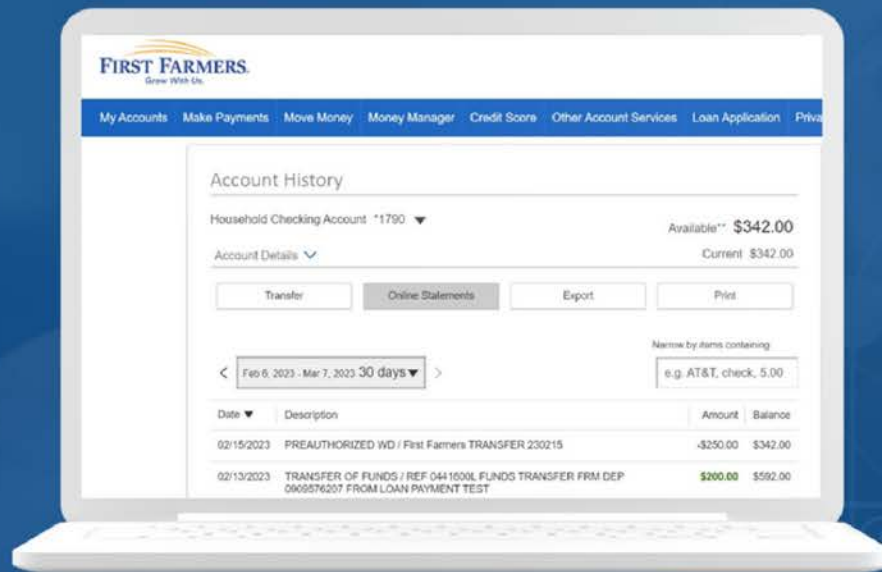 FIRST FARMERS.
Grow With Us.
My Accounts Make Payments Move Money Money Manager Credit Score Other Account Services Loan Application Priva
Account History
Household Checking Account *1790 ▼
Available** $342.00
Account Details
Current $342.00
Transfer Online Statements Export Print
Narrow by items containing
< Feb 6, 2023 - Mar 7, 2023 30 days ▼ >
e.g. AT&T, check, 5.00
Date ▼ Description Amount Balance
02/15/2023 PREAUTHORIZED WD / First Farmers TRANSFER 230215 -$250.00 $342.00
02/13/2023 TRANSFER OF FUNDS / REF 0441600L FUNDS TRANSFER FRM DEP $200.00 $592.00
0909576207 FROM LOAN PAYMENT TEST